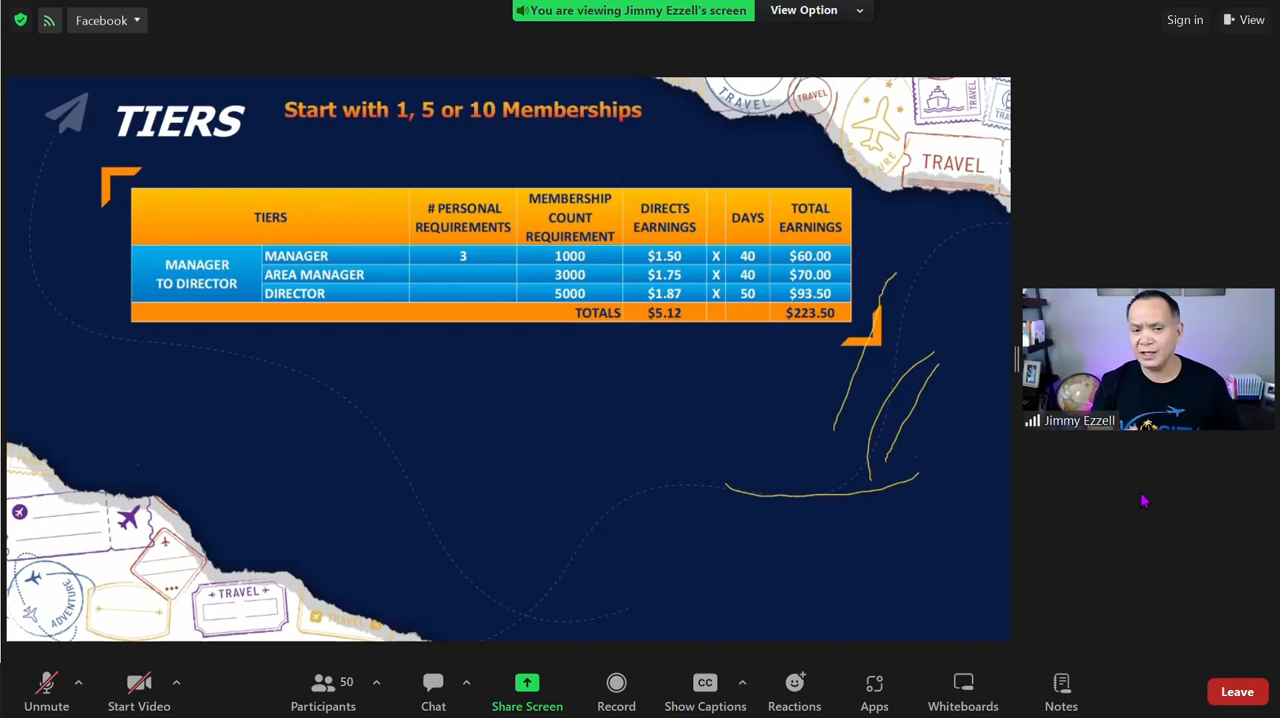 Facebook
You are viewing Jimmy Ezzell's screen
View Option
Sign in
View
TIERS
Start with 1, 5 or 10 Memberships
TRAVEL
TRAVEL
TRAVEL
TRAVEL
TIERS # PERSONAL REQUIREMENTS MEMBERSHIP COUNT REQUIREMENT DIRECTS EARNINGS DAYS TOTAL EARNINGS
MANAGER TO DIRECTOR
MANAGER 3 1000 $1.50 X 40 $60.00
AREA MANAGER 3000 $1.75 X 40 $70.00
DIRECTOR 5000 $1.87 X 50 $93.50
TOTALS $5.12 $223.50
Jimmy Ezzell
ADVENTURE
TRAVEL
TRAVEL
Unmute
Start Video
50
Participants
Chat
Share Screen
Record
CC
Show Captions
Reactions
Apps
Whiteboards
Notes
Leave